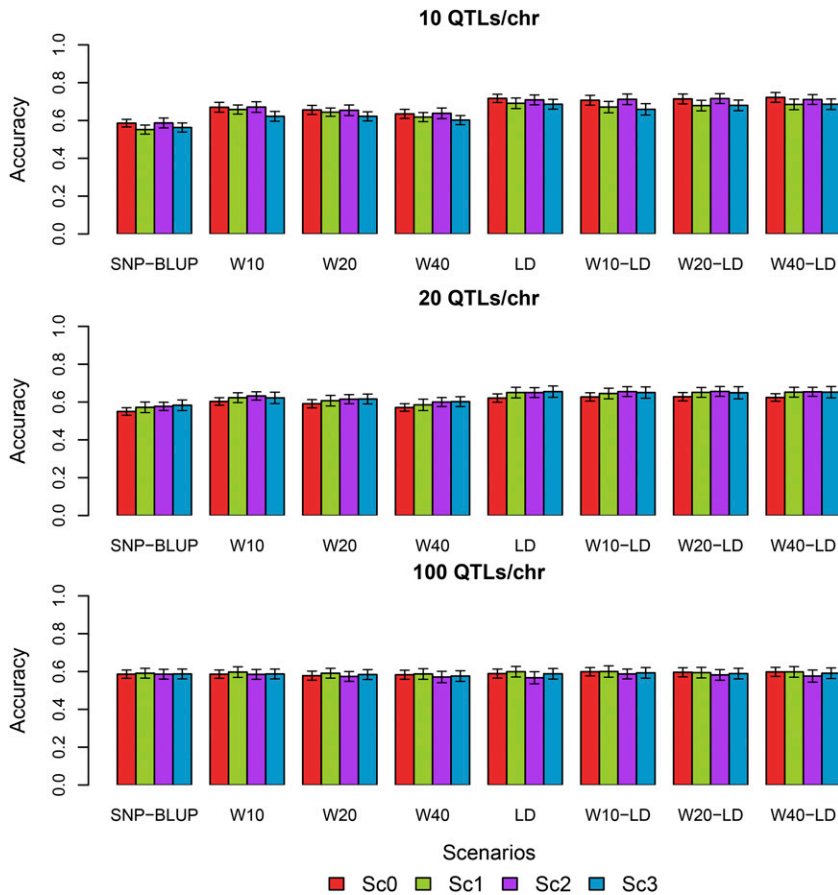 10 QTLs/chr
Accuracy
0.0 0.2 0.4 0.6 0.8 1.0
SNP−BLUP W10 W20 W40 LD W10−LD W20−LD W40−LD
20 QTLs/chr
Accuracy
0.0 0.2 0.4 0.6 0.8 1.0
SNP−BLUP W10 W20 W40 LD W10−LD W20−LD W40−LD
100 QTLs/chr
Accuracy
0.0 0.2 0.4 0.6 0.8 1.0
SNP−BLUP W10 W20 W40 LD W10−LD W20−LD W40−LD
Scenarios
Sc0 Sc1 Sc2 Sc3